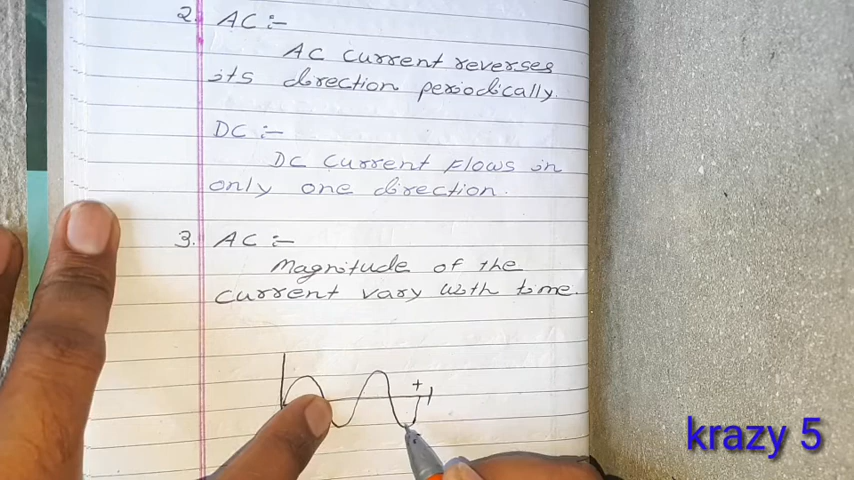 2. AC :-
AC current reverses
its direction periodically.
DC :-
DC current flows in
only one direction.
3. AC :-
Magnitude of the
current vary with time.
+
krazy 5